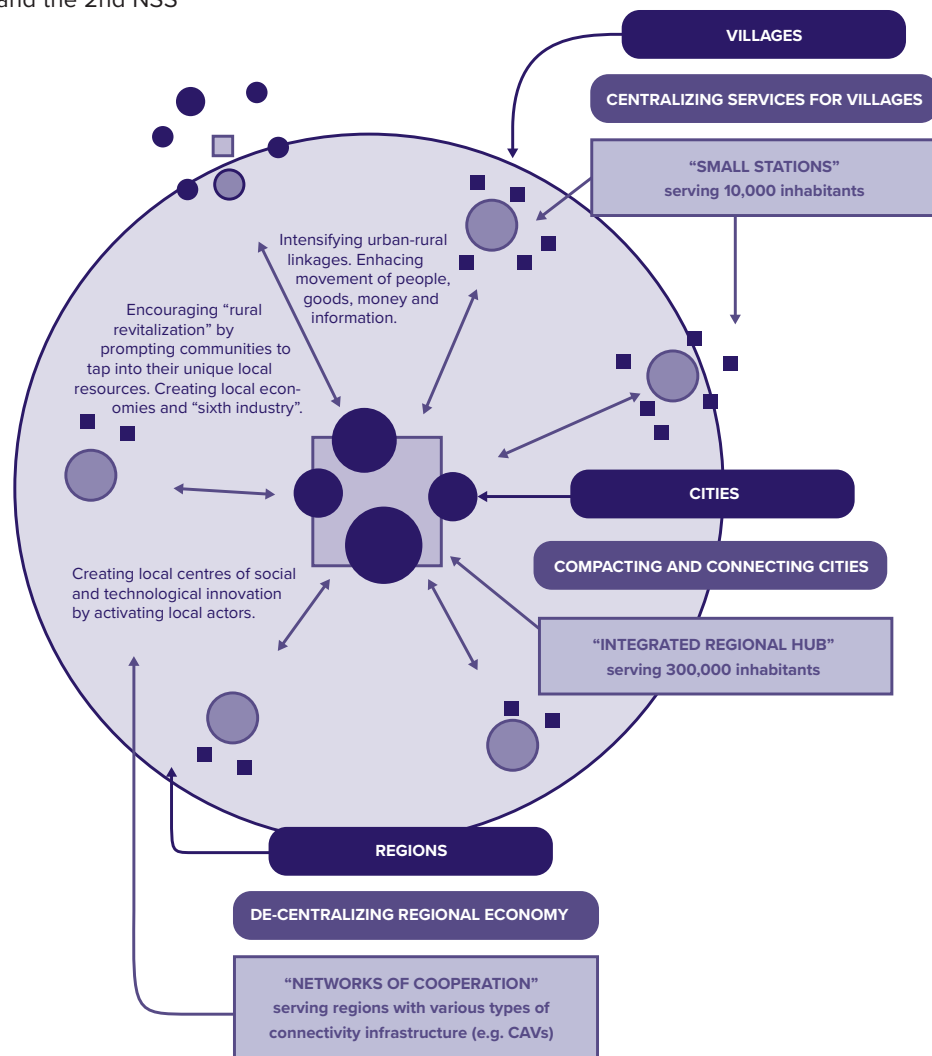 and the 2nd NSS
VILLAGES
CENTRALIZING SERVICES FOR VILLAGES
“SMALL STATIONS”
serving 10,000 inhabitants
Intensifying urban-rural
linkages. Enhacing
movement of people,
goods, money and
information.
Encouraging “rural
revitalization” by
prompting communities to
tap into their unique local
resources. Creating local econ-
omies and “sixth industry”.
CITIES
COMPACTING AND CONNECTING CITIES
“INTEGRATED REGIONAL HUB”
serving 300,000 inhabitants
Creating local centres of social
and technological innovation
by activating local actors.
REGIONS
DE-CENTRALIZING REGIONAL ECONOMY
“NETWORKS OF COOPERATION”
serving regions with various types of
connectivity infrastructure (e.g. CAVs)